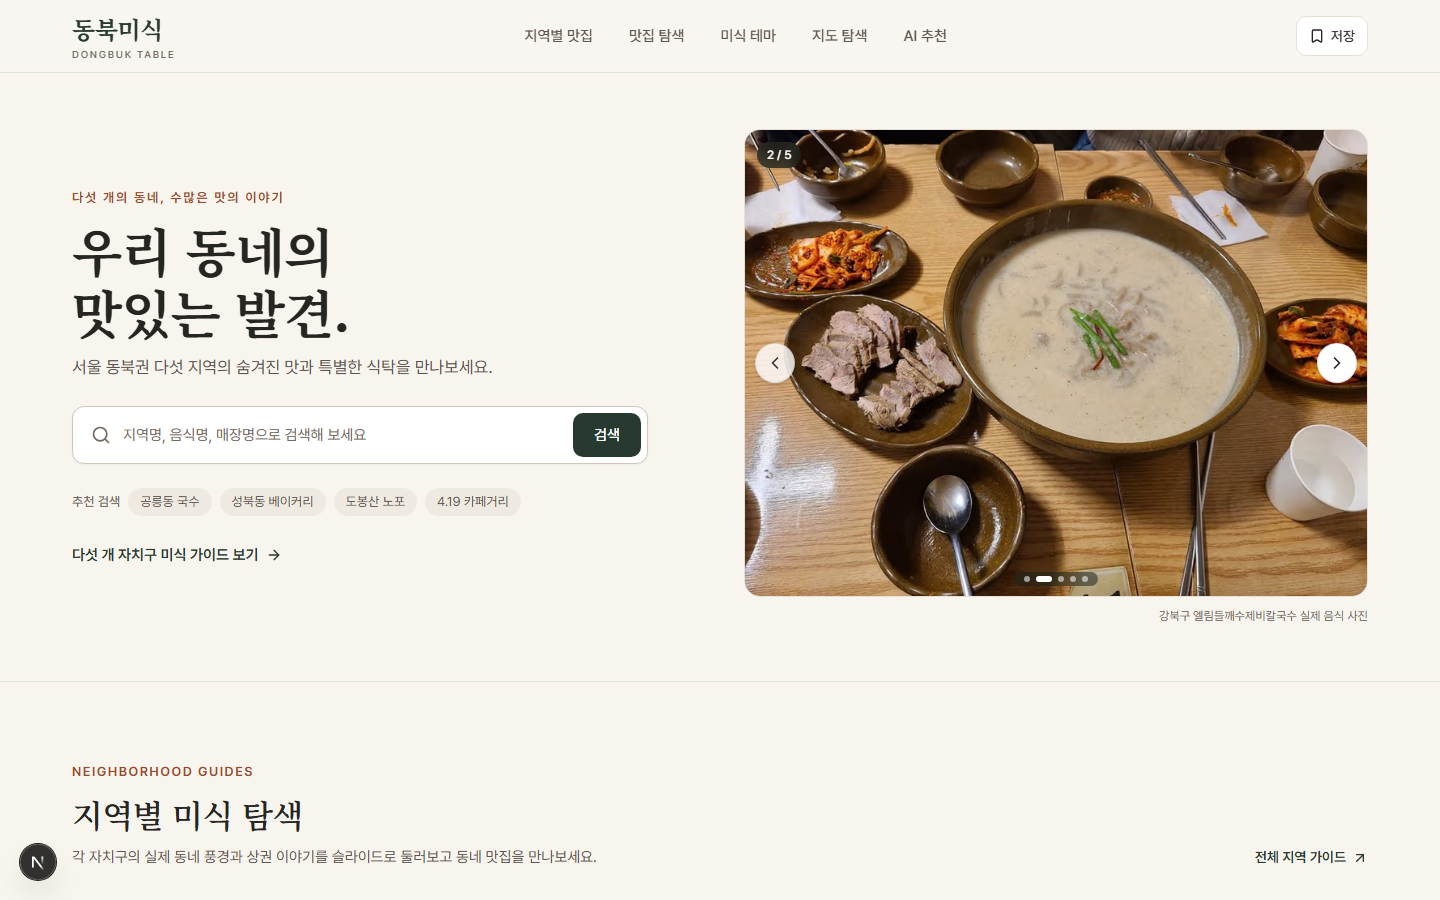 동북미식
DONGBUK TABLE
지역별 맛집
맛집 탐색
미식 테마
지도 탐색
AI 추천
저장
다섯 개의 동네, 수많은 맛의 이야기
우리 동네의
맛있는 발견.
서울 동북권 다섯 지역의 숨겨진 맛과 특별한 식탁을 만나보세요.
지역명, 음식명, 매장명으로 검색해 보세요
검색
추천 검색
공릉동 국수
성북동 베이커리
도봉산 노포
4.19 카페거리
다섯 개 자치구 미식 가이드 보기
2 / 5
강북구 엘림들깨수제비칼국수 실제 음식 사진
NEIGHBORHOOD GUIDES
지역별 미식 탐색
각 자치구의 실제 동네 풍경과 상권 이야기를 슬라이드로 둘러보고 동네 맛집을 만나보세요.
전체 지역 가이드
N